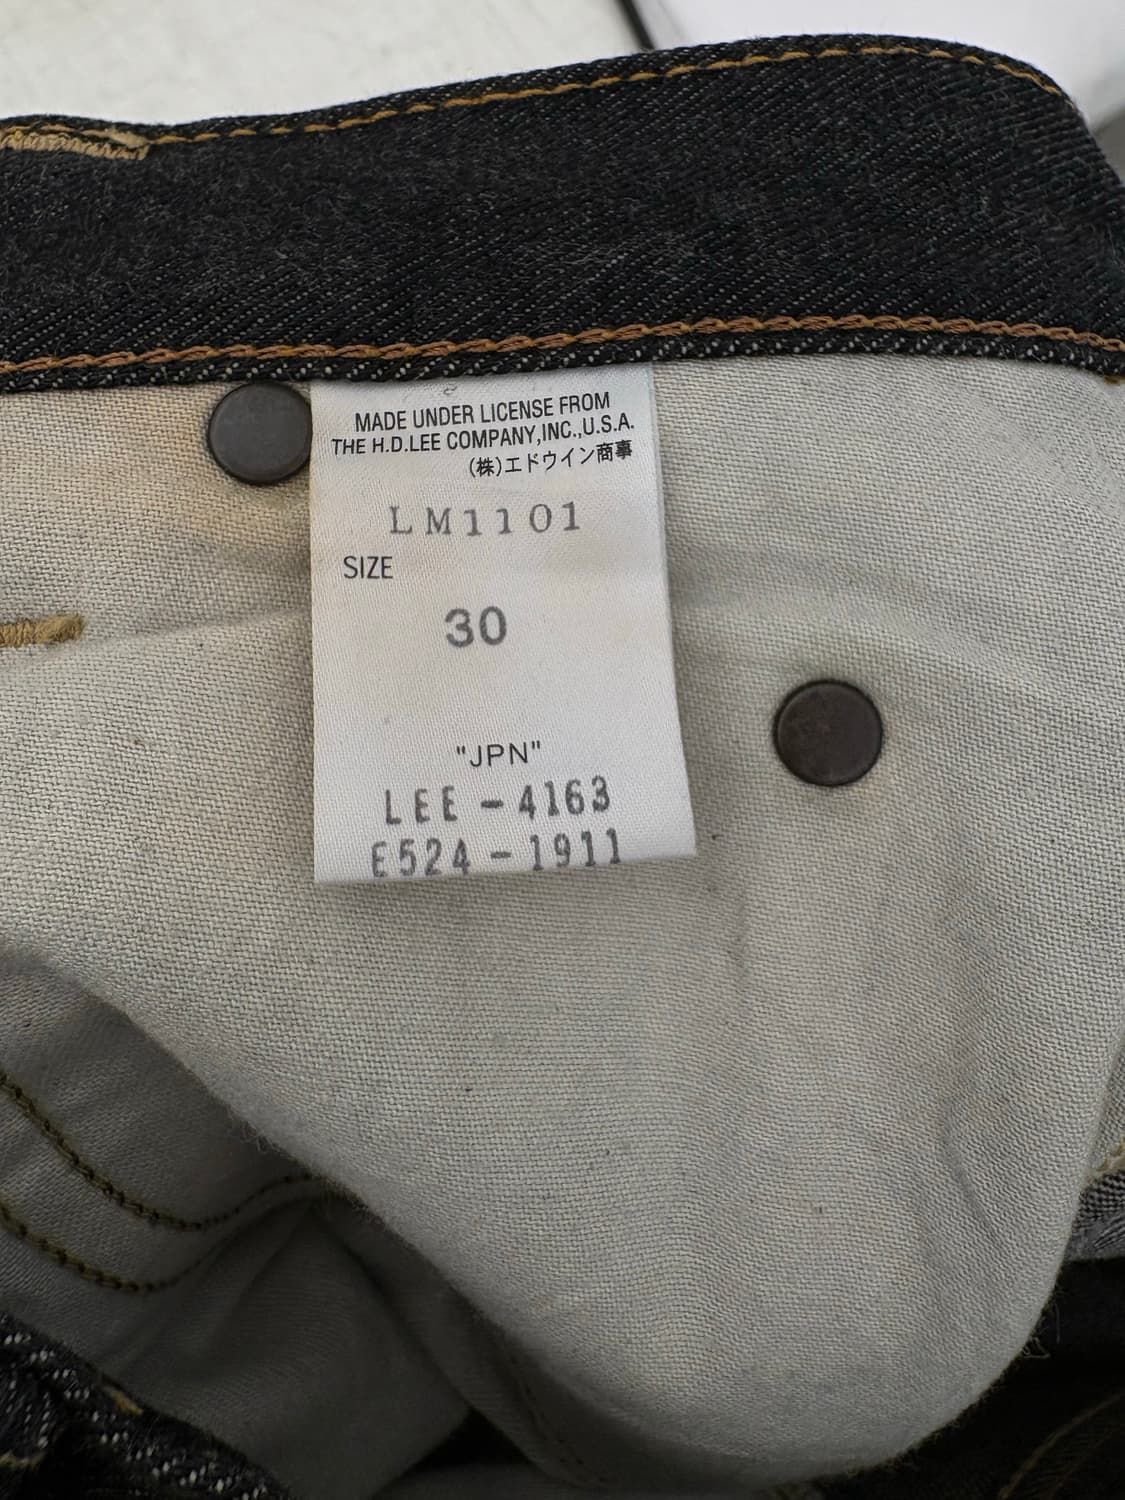 MADE UNDER LICENSE FROM
THE H.D.LEE COMPANY,INC.,U.S.A.
(株)エドウイン商事
LM1101
SIZE
30
"JPN"
LEE-4163
E524-1911